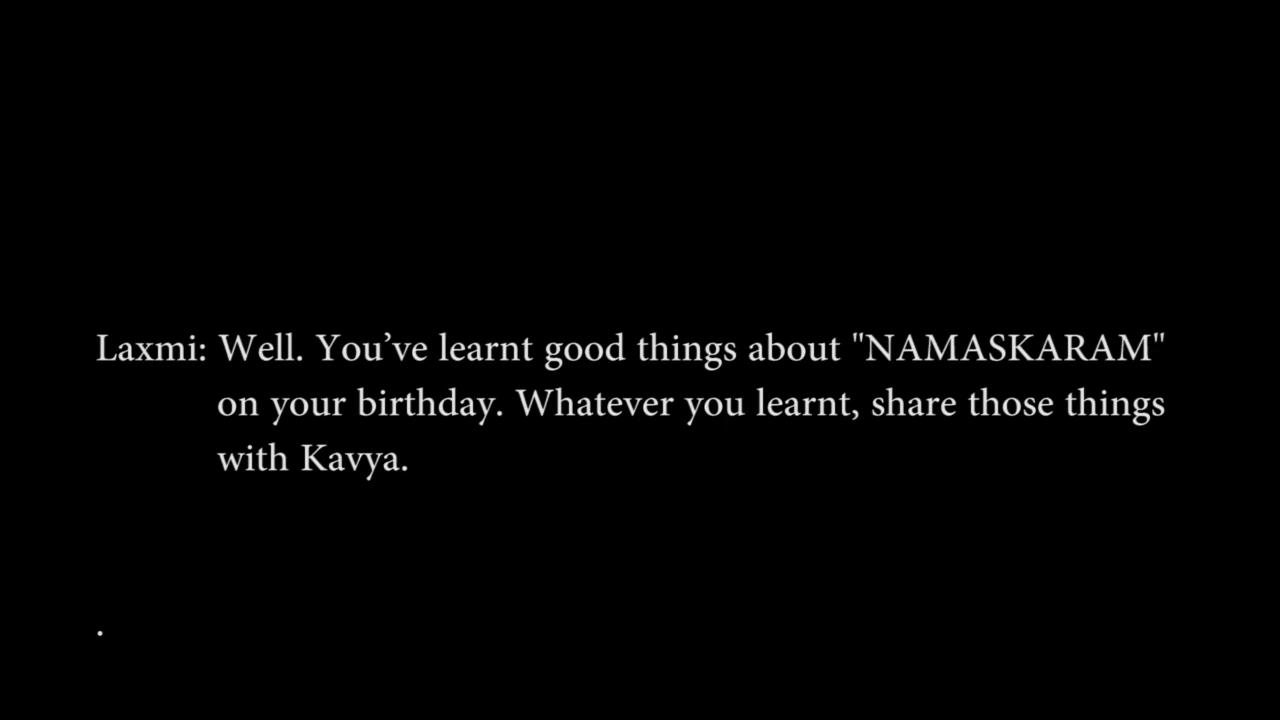 Laxmi: Well. You’ve learnt good things about "NAMASKARAM"
on your birthday. Whatever you learnt, share those things
with Kavya.
.